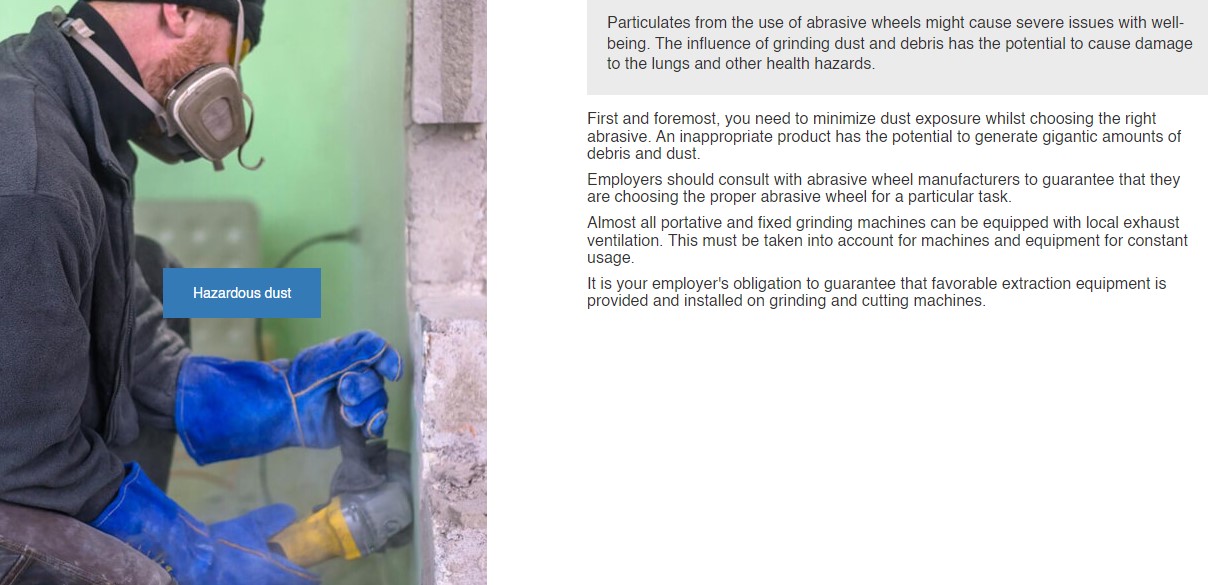 Particulates from the use of abrasive wheels might cause severe issues with well-
being. The influence of grinding dust and debris has the potential to cause damage
to the lungs and other health hazards.
First and foremost, you need to minimize dust exposure whilst choosing the right
abrasive. An inappropriate product has the potential to generate gigantic amounts of
debris and dust.
Employers should consult with abrasive wheel manufacturers to guarantee that they
are choosing the proper abrasive wheel for a particular task.
Almost all portative and fixed grinding machines can be equipped with local exhaust
ventilation. This must be taken into account for machines and equipment for constant
usage.
It is your employer's obligation to guarantee that favorable extraction equipment is
provided and installed on grinding and cutting machines.
Hazardous dust